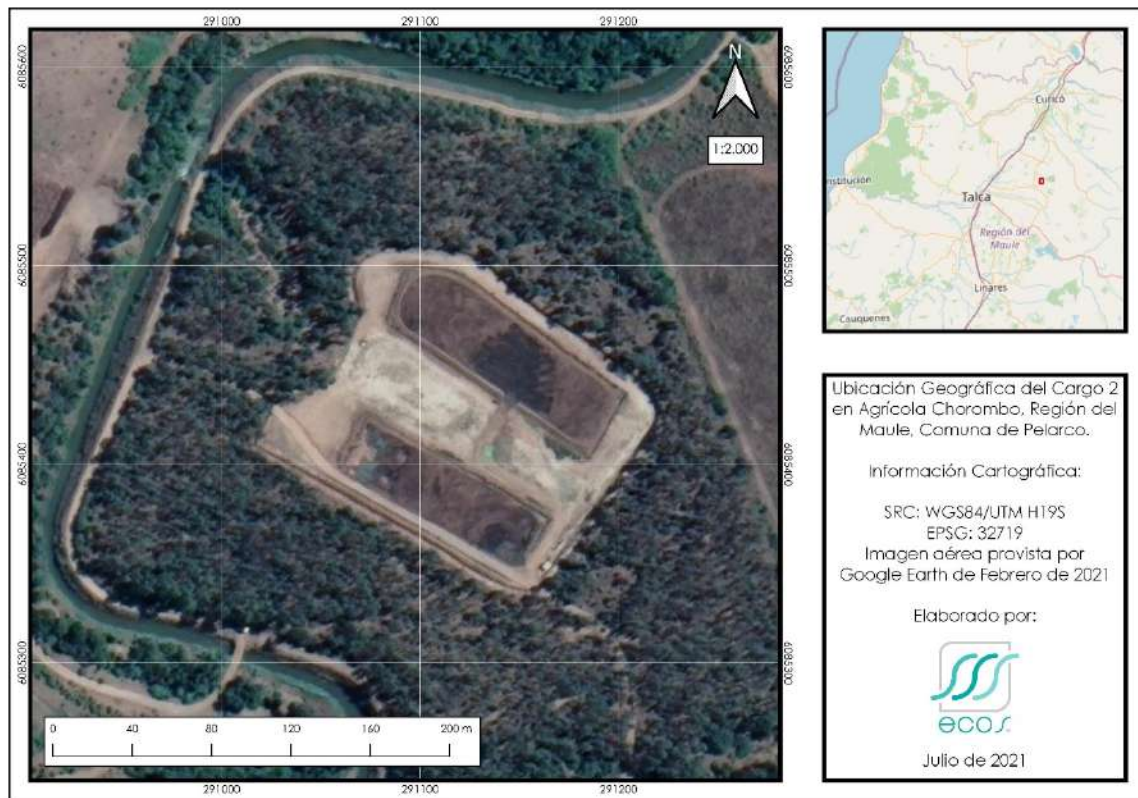 291000
291100
291200
6085600
6085600
N
1:2.000
6085500
6085500
6085400
6085400
6085300
6085300
0 40 80 120 160 200 m
291000
291100
291200
Curicó
nstitución
Talca
Región del
Maule
Linares
Cauquenes
Ubicación Geográfica del Cargo 2
en Agrícola Chorombo, Región del
Maule, Comuna de Pelarco.
Información Cartográfica:
SRC: WGS84/UTM H19S
EPSG: 32719
Imagen aérea provista por
Google Earth de Febrero de 2021
Elaborado por:
ecos
Julio de 2021